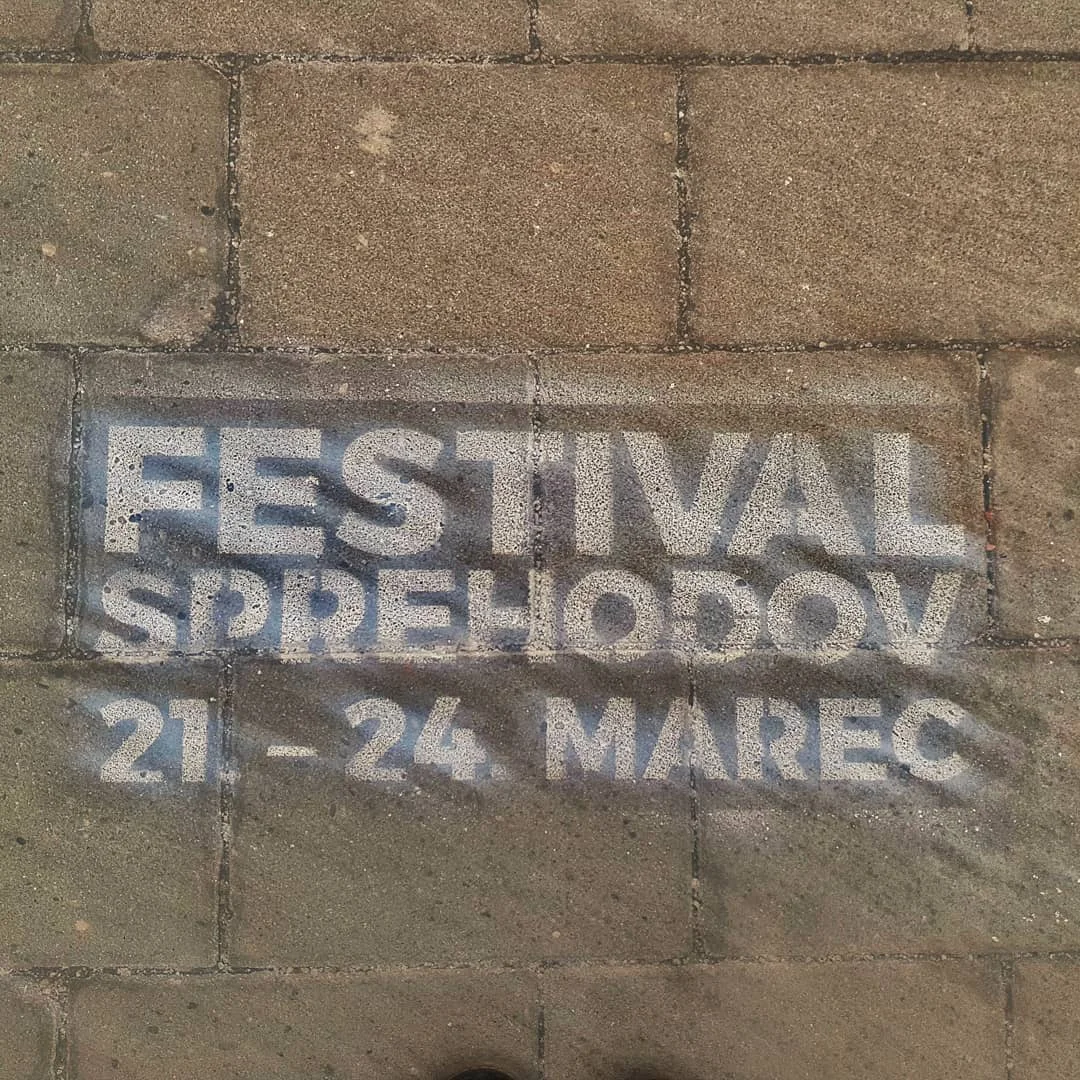 FESTIVAL
SPREHODOV
21. – 24. MAREC